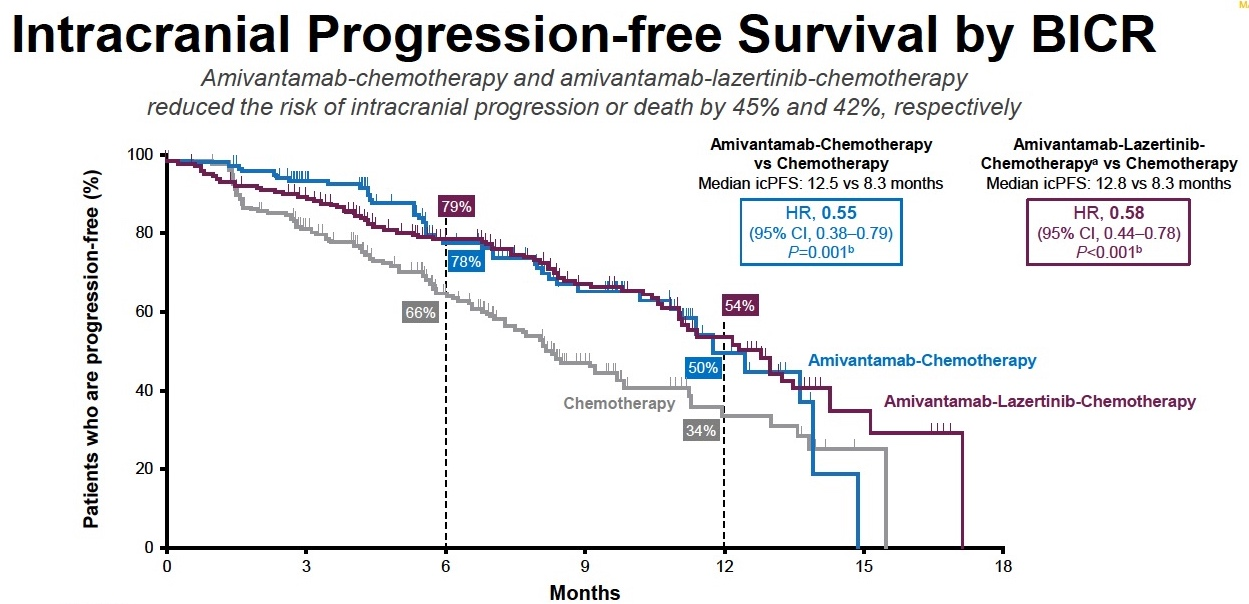 Intracranial Progression-free Survival by BICR
Amivantamab-chemotherapy and amivantamab-lazertinib-chemotherapy
reduced the risk of intracranial progression or death by 45% and 42%, respectively
Amivantamab-Chemotherapy
vs Chemotherapy
Median icPFS: 12.5 vs 8.3 months
HR, 0.55
(95% CI, 0.38–0.79)
P=0.001ᵇ
Amivantamab-Lazertinib-
Chemotherapyᵃ vs Chemotherapy
Median icPFS: 12.8 vs 8.3 months
HR, 0.58
(95% CI, 0.44–0.78)
P<0.001ᵇ
Patients who are progression-free (%)
100
80
60
40
20
0
79%
78%
66%
54%
50%
34%
Amivantamab-Chemotherapy
Amivantamab-Lazertinib-Chemotherapy
Chemotherapy
0 3 6 9 12 15 18
Months